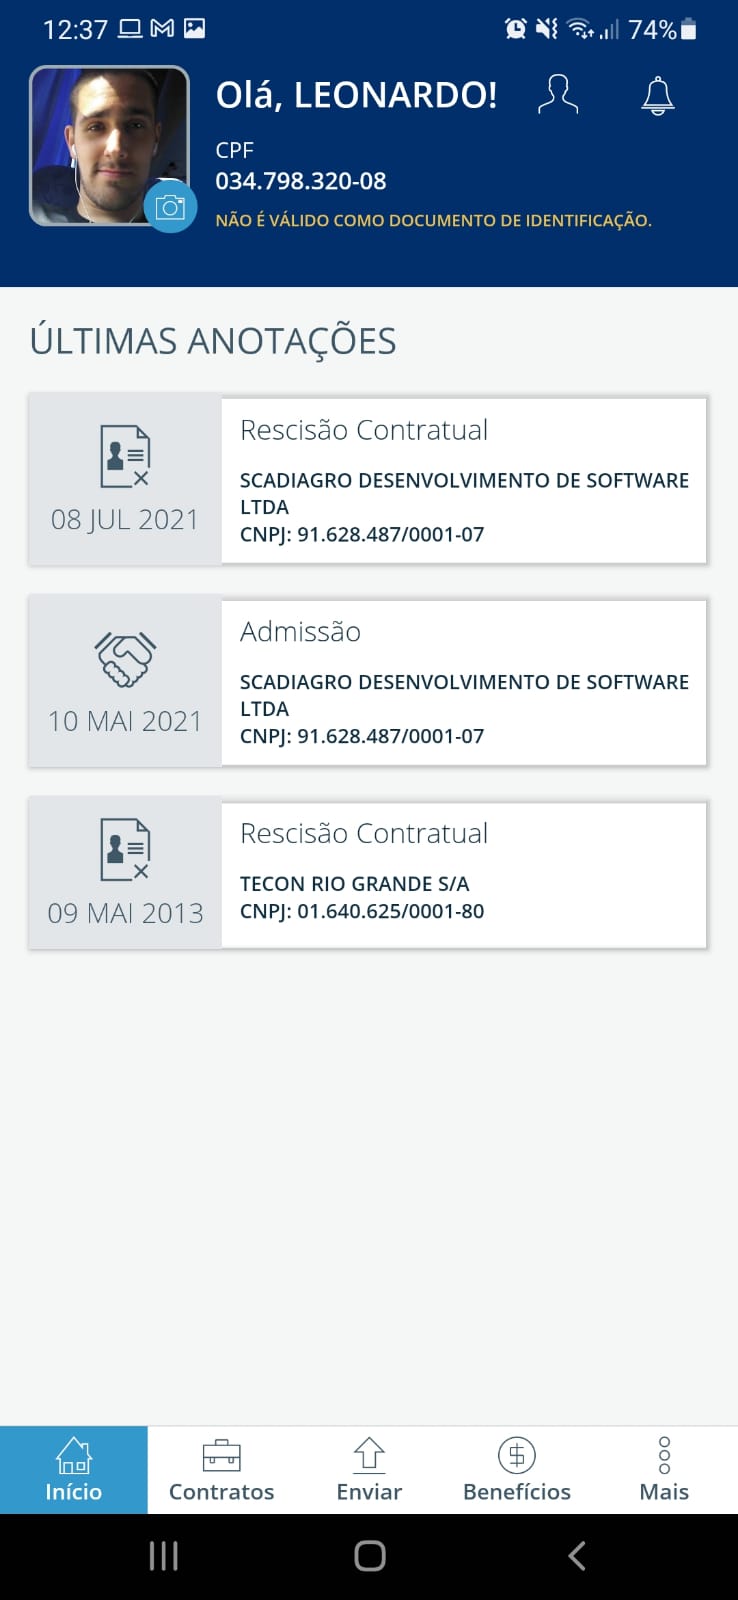 12:37
74%
Olá, LEONARDO!
CPF
034.798.320-08
NÃO É VÁLIDO COMO DOCUMENTO DE IDENTIFICAÇÃO.
ÚLTIMAS ANOTAÇÕES
Rescisão Contratual
SCADIAGRO DESENVOLVIMENTO DE SOFTWARE
LTDA
CNPJ: 91.628.487/0001-07
08 JUL 2021
Admissão
SCADIAGRO DESENVOLVIMENTO DE SOFTWARE
LTDA
CNPJ: 91.628.487/0001-07
10 MAI 2021
Rescisão Contratual
TECON RIO GRANDE S/A
CNPJ: 01.640.625/0001-80
09 MAI 2013
Início
Contratos
Enviar
Benefícios
Mais